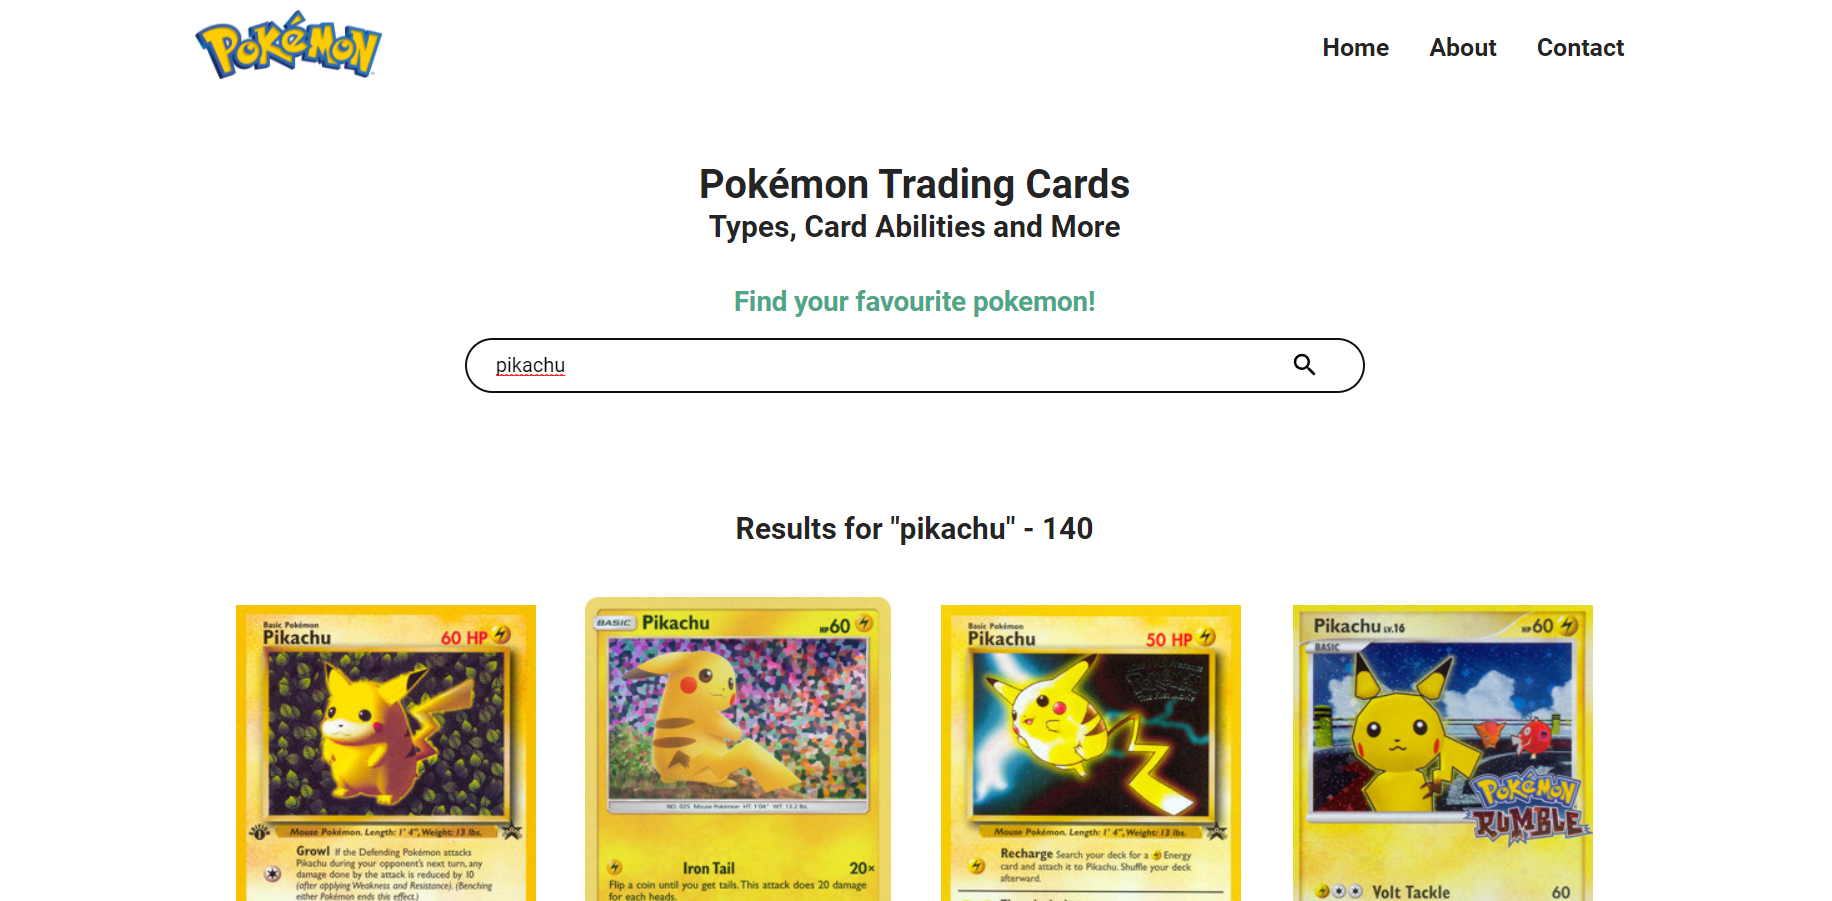 POKéMON
Home About Contact
Pokémon Trading Cards
Types, Card Abilities and More
Find your favourite pokemon!
pikachu
Results for "pikachu" - 140
Basic Pokémon
Pikachu 60 HP
Mouse Pokémon. Length: 1' 4", Weight: 13 lbs.
Growl If the Defending Pokémon attacks
Pikachu during your opponent's next turn, any
damage done by the attack is reduced by 10
(after applying Weakness and Resistance). (Benching
either Pokémon ends this effect.)
BASIC Pikachu HP60
NO. 025 Mouse Pokémon HT: 1'04" WT: 13.2 lbs.
Iron Tail 20×
Flip a coin until you get tails. This attack does 20 damage
for each heads.
Basic Pokémon
Pikachu 50 HP
Mouse Pokémon. Length: 1' 4", Weight: 13 lbs.
Recharge Search your deck for a Energy
card and attach it to Pikachu. Shuffle your deck
afterward.
Pikachu LV.16 HP60
BASIC
POKéMON
RUMBLE
Volt Tackle 60